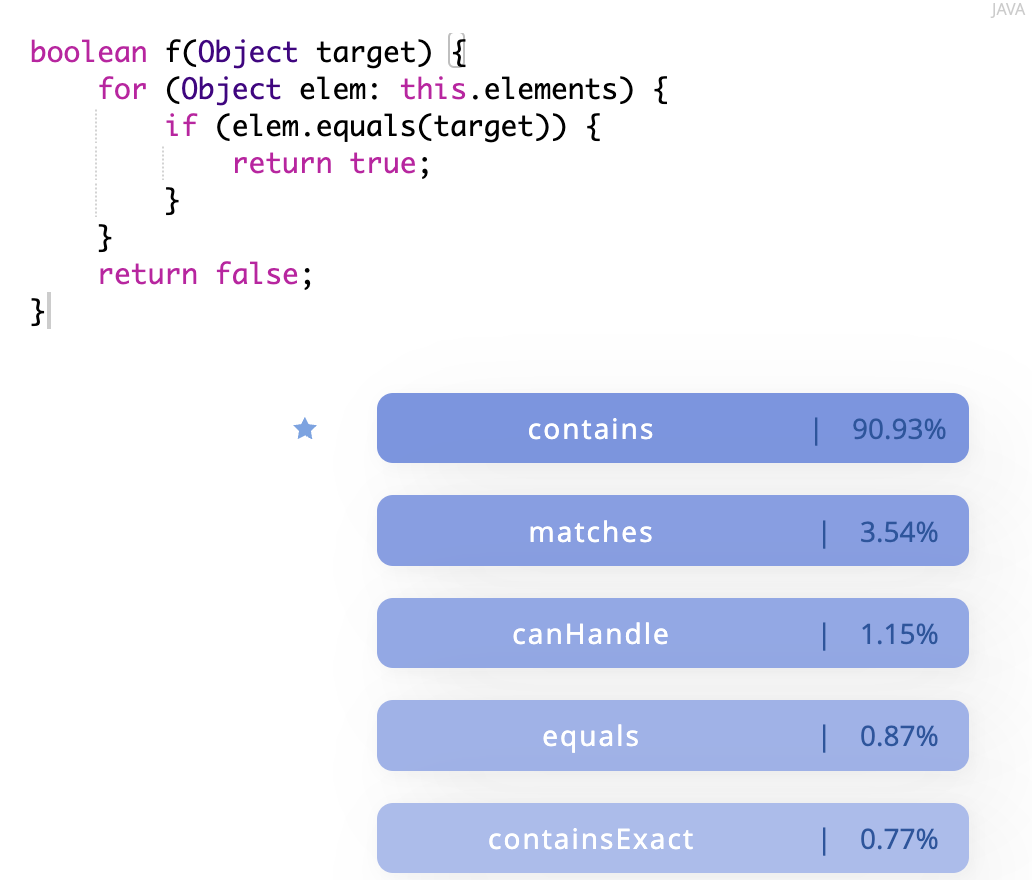 JAVA
boolean f(Object target) {
    for (Object elem: this.elements) {
        if (elem.equals(target)) {
            return true;
        }
    }
    return false;
}
contains | 90.93%
matches | 3.54%
canHandle | 1.15%
equals | 0.87%
containsExact | 0.77%